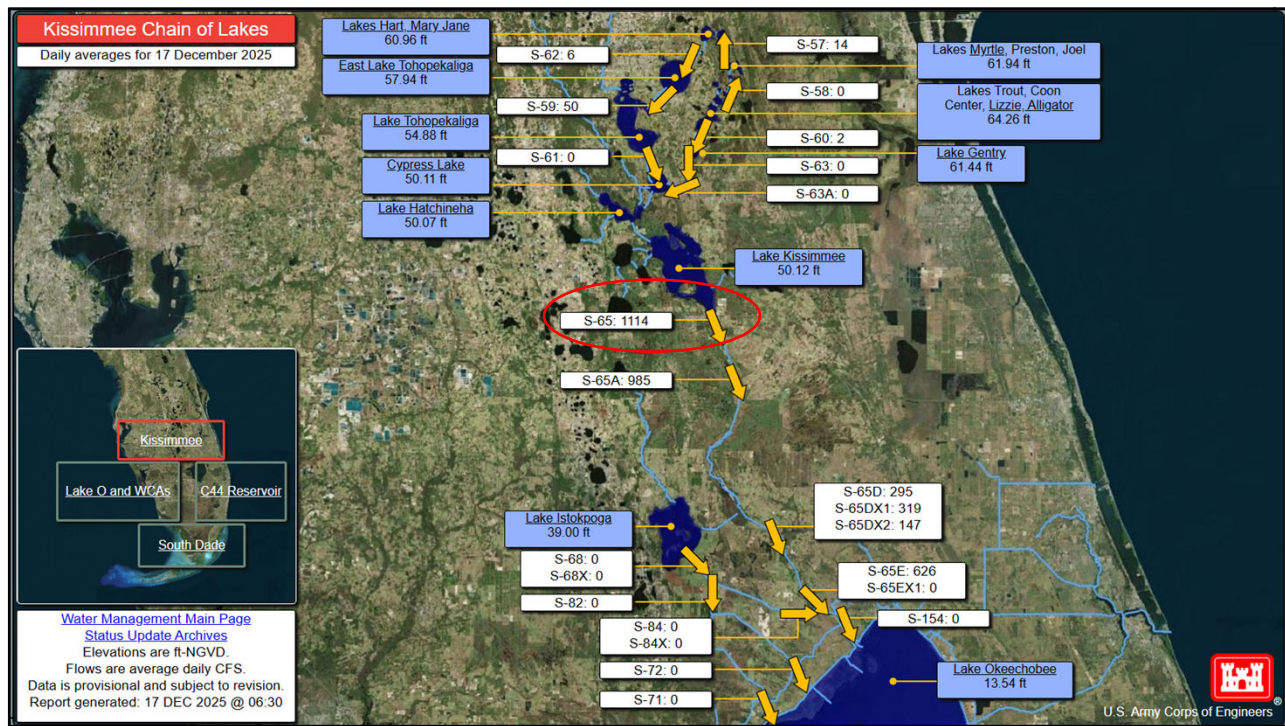 Kissimmee Chain of Lakes
Daily averages for 17 December 2025
Lakes Hart, Mary Jane
60.96 ft
S-62: 6
East Lake Tohopekaliga
57.94 ft
S-59: 50
Lake Tohopekaliga
54.88 ft
S-61: 0
Cypress Lake
50.11 ft
Lake Hatchineha
50.07 ft
S-57: 14
Lakes Myrtle, Preston, Joel
61.94 ft
S-58: 0
Lakes Trout, Coon
Center, Lizzie, Alligator
64.26 ft
S-60: 2
Lake Gentry
61.44 ft
S-63: 0
S-63A: 0
Lake Kissimmee
50.12 ft
S-65: 1114
S-65A: 985
Kissimmee
Lake O and WCAs
C44 Reservoir
South Dade
Lake Istokpoga
39.00 ft
S-68: 0
S-68X: 0
S-82: 0
S-65D: 295
S-65DX1: 319
S-65DX2: 147
S-65E: 626
S-65EX1: 0
S-84: 0
S-84X: 0
S-154: 0
S-72: 0
S-71: 0
Lake Okeechobee
13.54 ft
Water Management Main Page
Status Update Archives
Elevations are ft-NGVD.
Flows are average daily CFS.
Data is provisional and subject to revision.
Report generated: 17 DEC 2025 @ 06:30
U.S. Army Corps of Engineers®